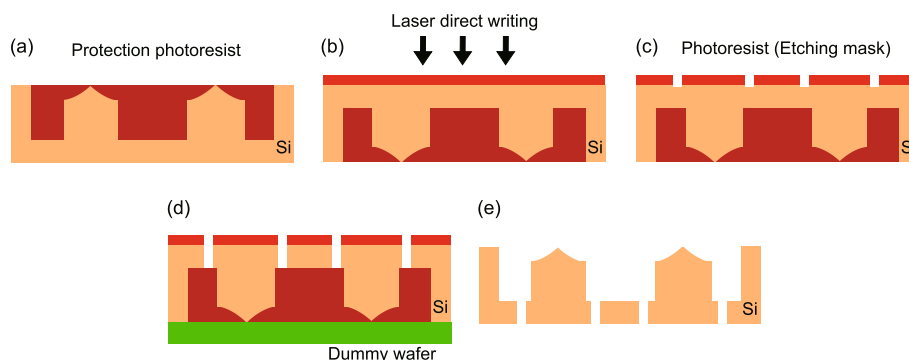 Laser direct writing
(a)
Protection photoresist
(b)
(c)
Photoresist (Etching mask)
Si
Si
S
(d)
(e)
Si
Si
Dummy wafer